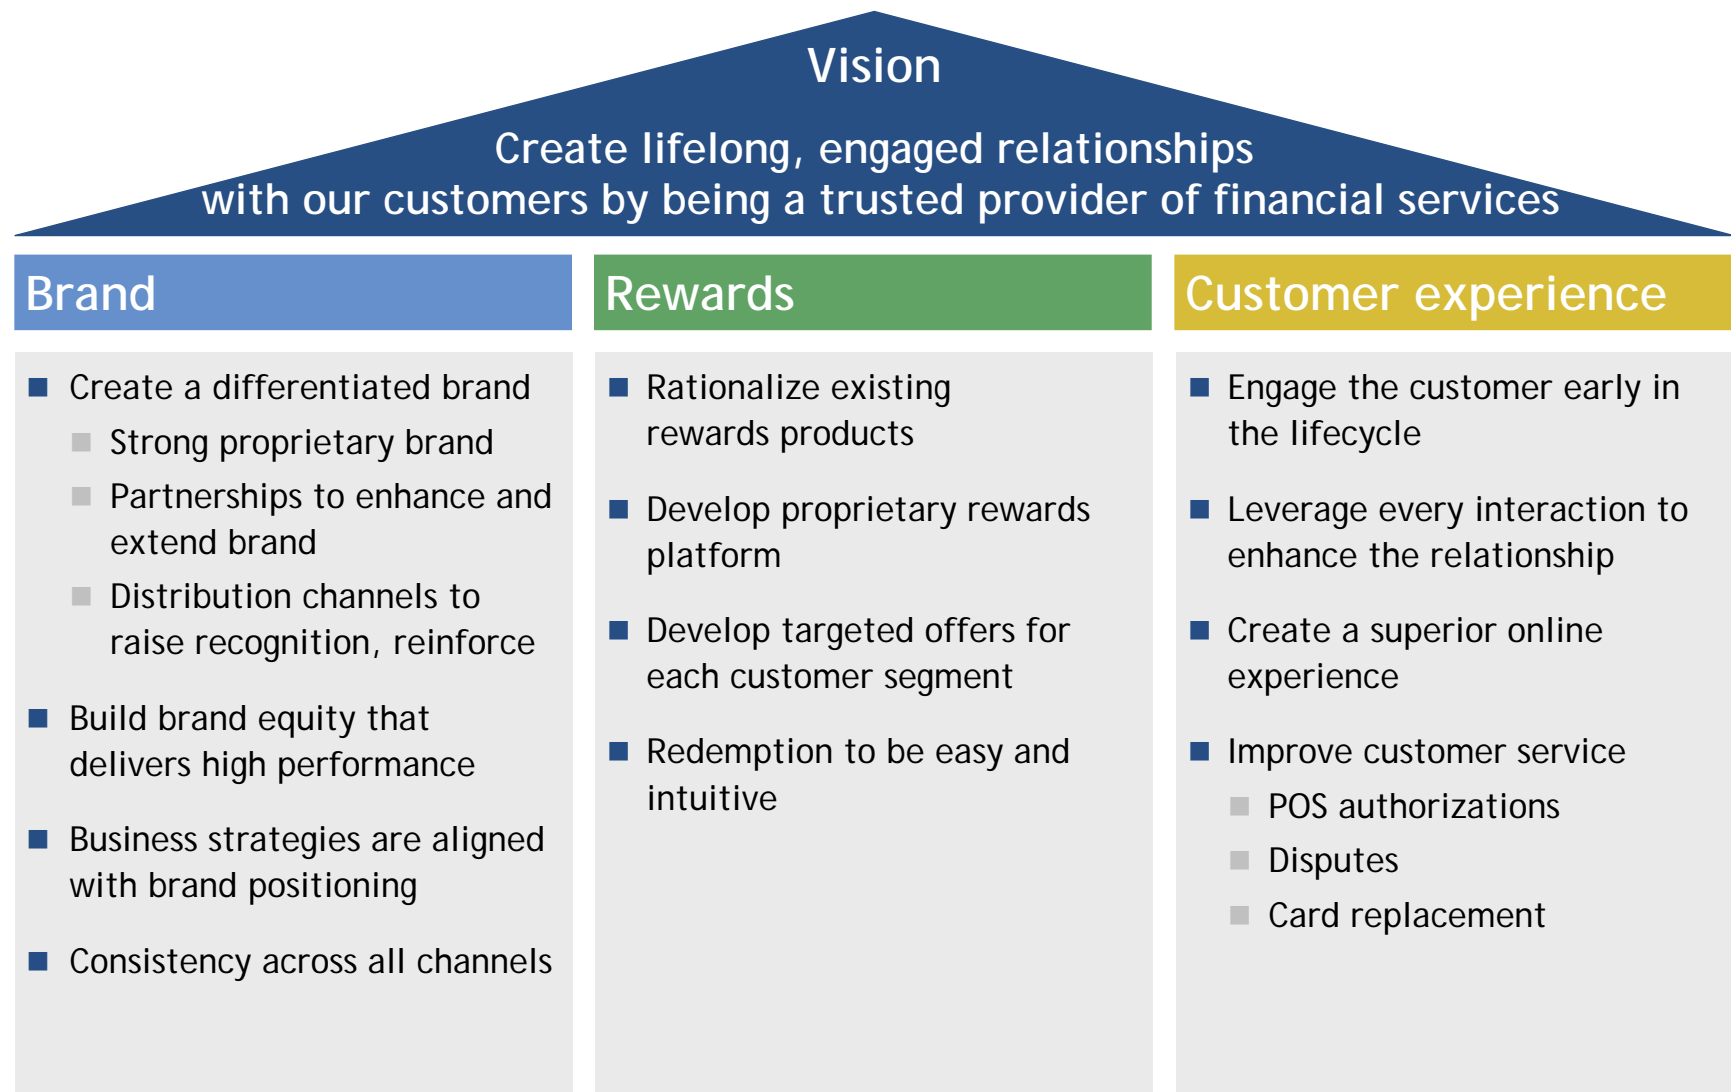 Vision
Create lifelong, engaged relationships
with our customers by being a trusted provider of financial services
Brand
Create a differentiated brand
Strong proprietary brand
Partnerships to enhance and
extend brand
Distribution channels to
raise recognition, reinforce
Build brand equity that
delivers high performance
Business strategies are aligned
with brand positioning
Consistency across all channels
Rewards
Rationalize existing
rewards products
Develop proprietary rewards
platform
Develop targeted offers for
each customer segment
Redemption to be easy and
intuitive
Customer experience
Engage the customer early in
the lifecycle
Leverage every interaction to
enhance the relationship
Create a superior online
experience
Improve customer service
POS authorizations
Disputes
Card replacement